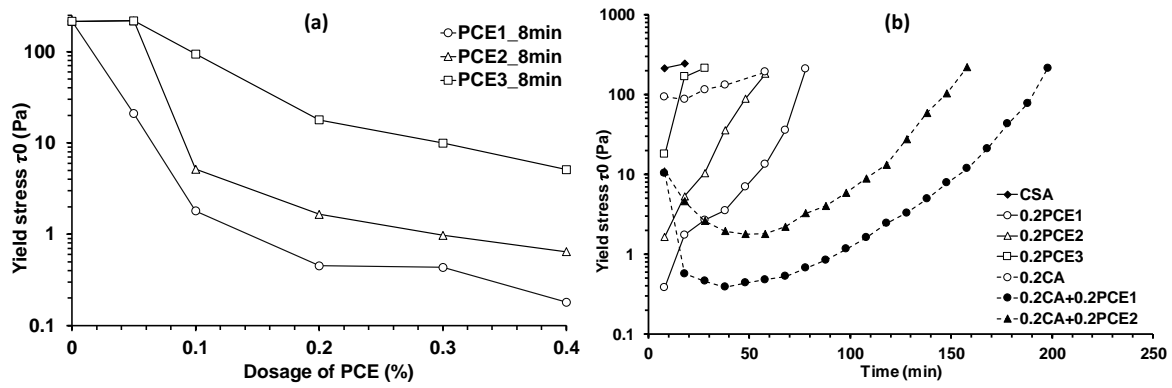 (a)
PCE1_8min
PCE2_8min
PCE3_8min
Yield stress τ0 (Pa)
100
10
1
0.1
0
0.1
0.2
0.3
0.4
Dosage of PCE (%)
(b)
Yield stress τ0 (Pa)
1000
100
10
1
0.1
CSA
0.2PCE1
0.2PCE2
0.2PCE3
0.2CA
0.2CA+0.2PCE1
0.2CA+0.2PCE2
0
50
100
150
200
250
Time (min)